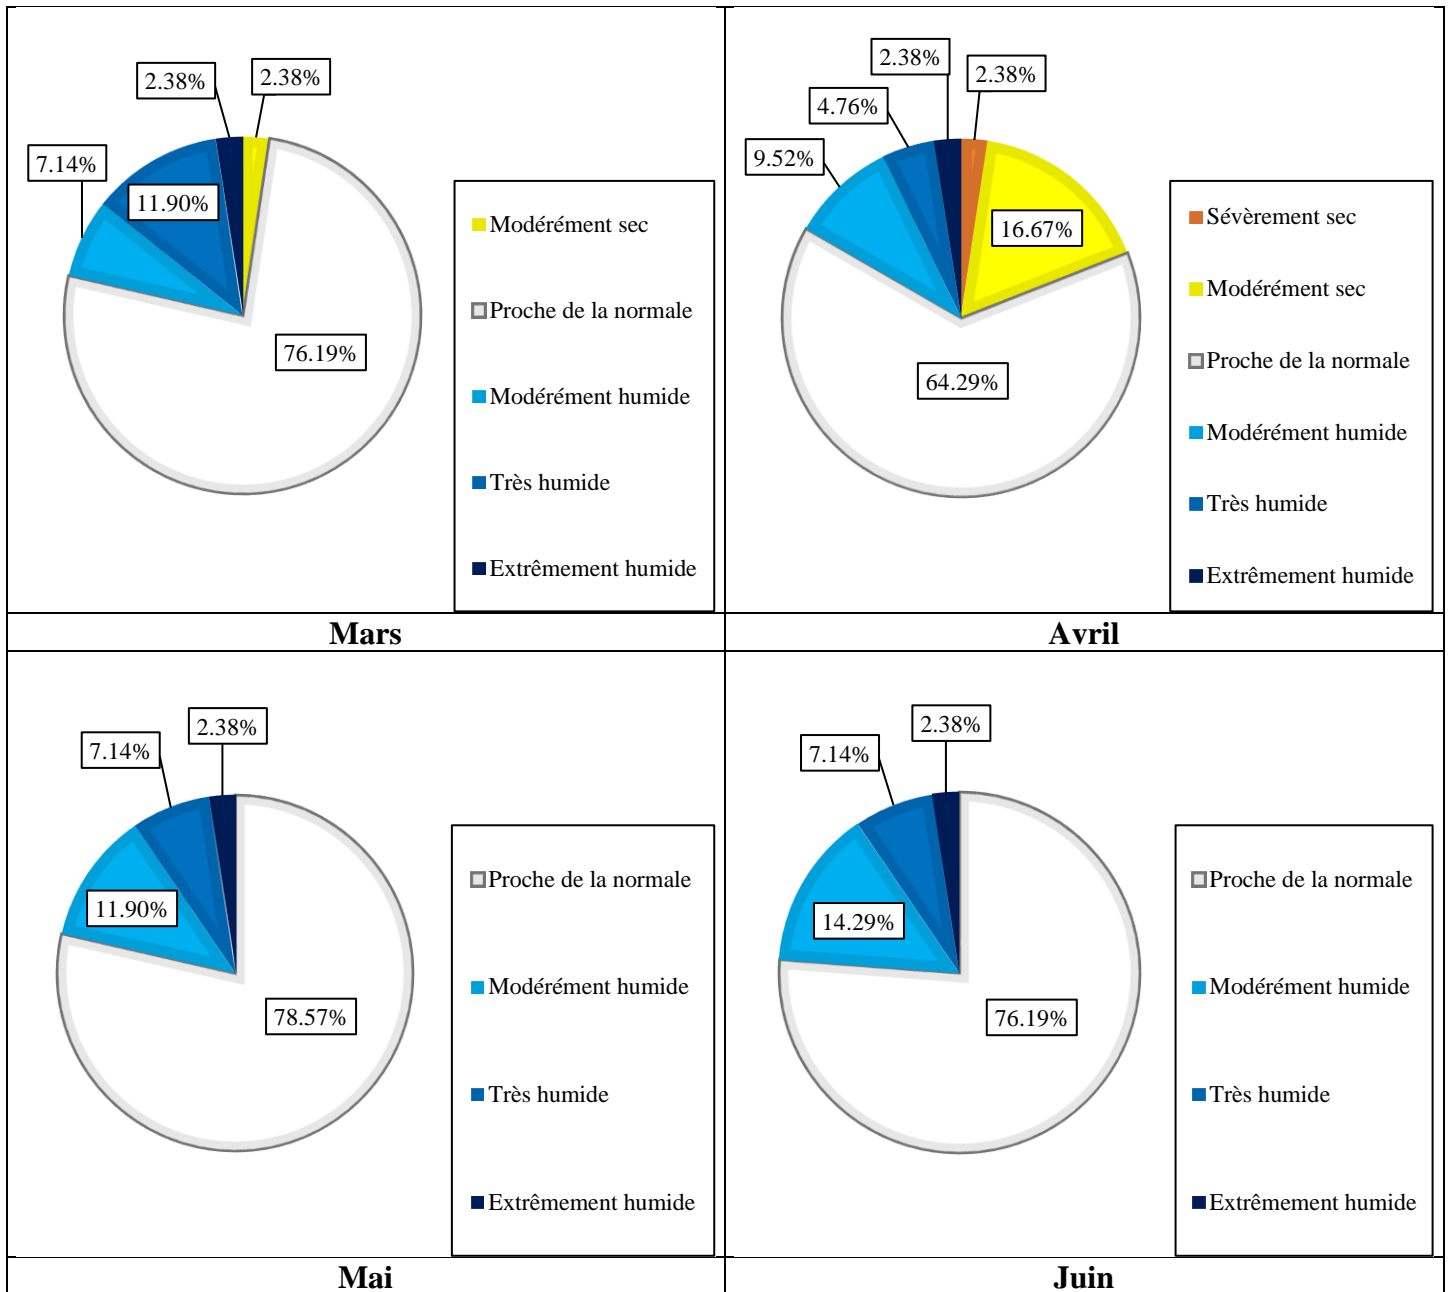 2.38%
2.38%
7.14%
11.90%
76.19%
Modérément sec
Proche de la normale
Modérément humide
Très humide
Extrêmement humide
Mars
2.38%
2.38%
4.76%
9.52%
16.67%
64.29%
Sévèrement sec
Modérément sec
Proche de la normale
Modérément humide
Très humide
Extrêmement humide
Avril
2.38%
7.14%
11.90%
78.57%
Proche de la normale
Modérément humide
Très humide
Extrêmement humide
Mai
2.38%
7.14%
14.29%
76.19%
Proche de la normale
Modérément humide
Très humide
Extrêmement humide
Juin